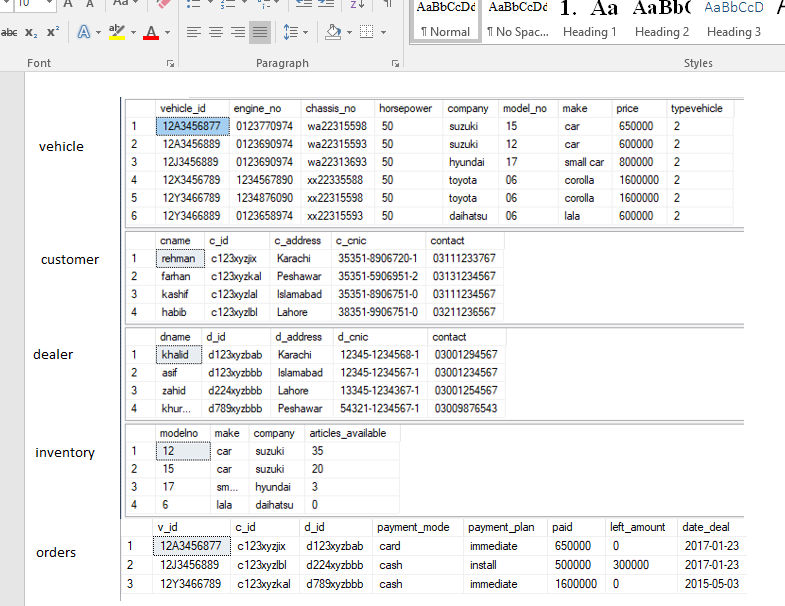 10 A A Aa
abc X₂ X² A aby A
AaBbCcDd AaBbCcDd 1. Aa AaBb( AaBbCcD
¶ Normal ¶ No Spac... Heading 1 Heading 2 Heading 3
Font Paragraph Styles
vehicle
vehicle_id engine_no chassis_no horsepower company model_no make price typevehicle
1 12A3456877 0123770974 wa22315598 50 suzuki 15 car 650000 2
2 12A3456889 0123690974 wa22315593 50 suzuki 12 car 600000 2
3 12J3456889 0123690974 wa22313693 50 hyundai 17 small car 800000 2
4 12X3456789 1234567890 xx22335588 50 toyota 06 corolla 1600000 2
5 12Y3466789 1234876090 xx22315598 50 toyota 06 corolla 1600000 2
6 12Y3466889 0123658974 xx22315593 50 daihatsu 06 lala 600000 2
customer
cname c_id c_address c_cnic contact
1 rehman c123xyzjix Karachi 35351-8906720-1 03111233767
2 farhan c123xyzkal Peshawar 35351-5906951-2 03131234567
3 kashif c123xyzlal Islamabad 35351-8906751-0 03111234567
4 habib c123xyzlbl Lahore 38351-9906751-0 03211236567
dealer
dname d_id d_address d_cnic contact
1 khalid d123xyzbab Karachi 12345-1234568-1 03001294567
2 asif d123xyzbbb Islamabad 12345-1234567-1 03001234567
3 zahid d224xyzbbb Lahore 13345-1234367-1 03001254567
4 khur... d789xyzbbb Peshawar 54321-1234567-1 03009876543
inventory
modelno make company articles_available
1 12 car suzuki 35
2 15 car suzuki 20
3 17 sm... hyundai 3
4 6 lala daihatsu 0
orders
v_id c_id d_id payment_mode payment_plan paid left_amount date_deal
1 12A3456877 c123xyzjix d123xyzbab card immediate 650000 0 2017-01-23
2 12J3456889 c123xyzlbl d224xyzbbb cash install 500000 300000 2017-01-23
3 12Y3466789 c123xyzkal d789xyzbbb cash immediate 1600000 0 2015-05-03